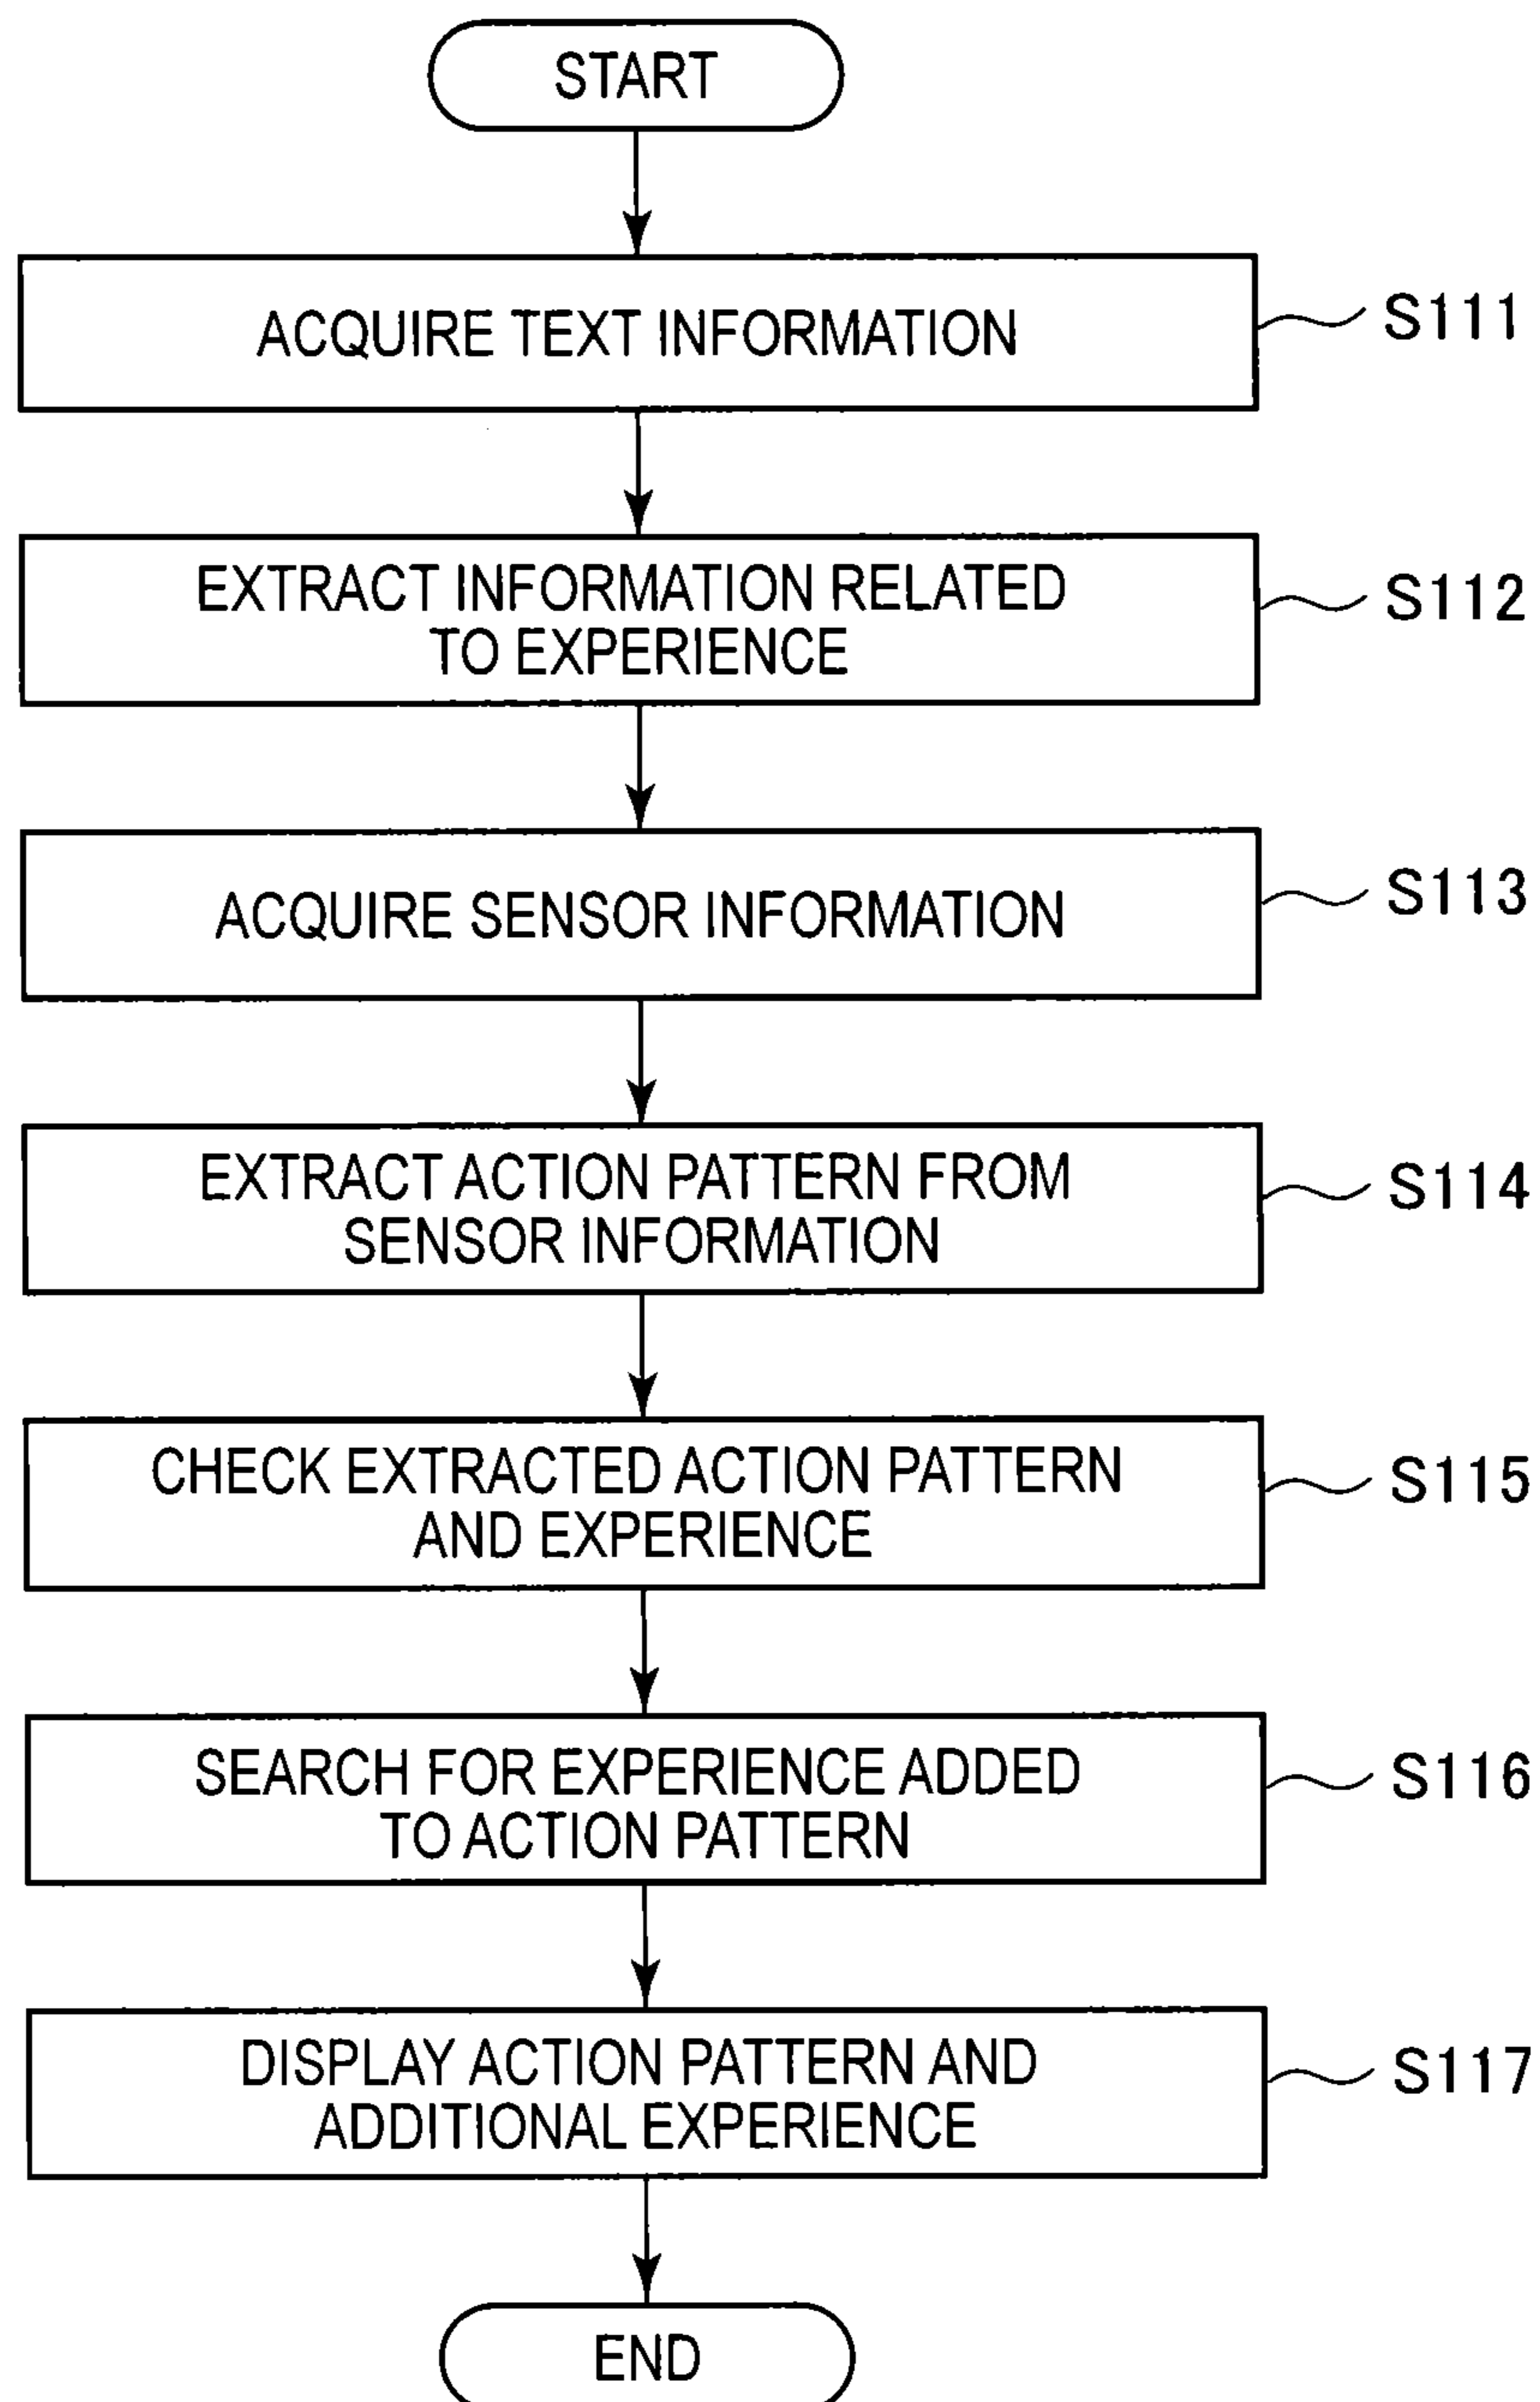 START
ACQUIRE TEXT INFORMATION
S111
EXTRACT INFORMATION RELATED
TO EXPERIENCE
S112
ACQUIRE SENSOR INFORMATION
S113
EXTRACT ACTION PATTERN FROM
SENSOR INFORMATION
S114
CHECK EXTRACTED ACTION PATTERN
AND EXPERIENCE
S115
SEARCH FOR EXPERIENCE ADDED
TO ACTION PATTERN
S116
DISPLAY ACTION PATTERN AND
ADDITIONAL EXPERIENCE
S117
END